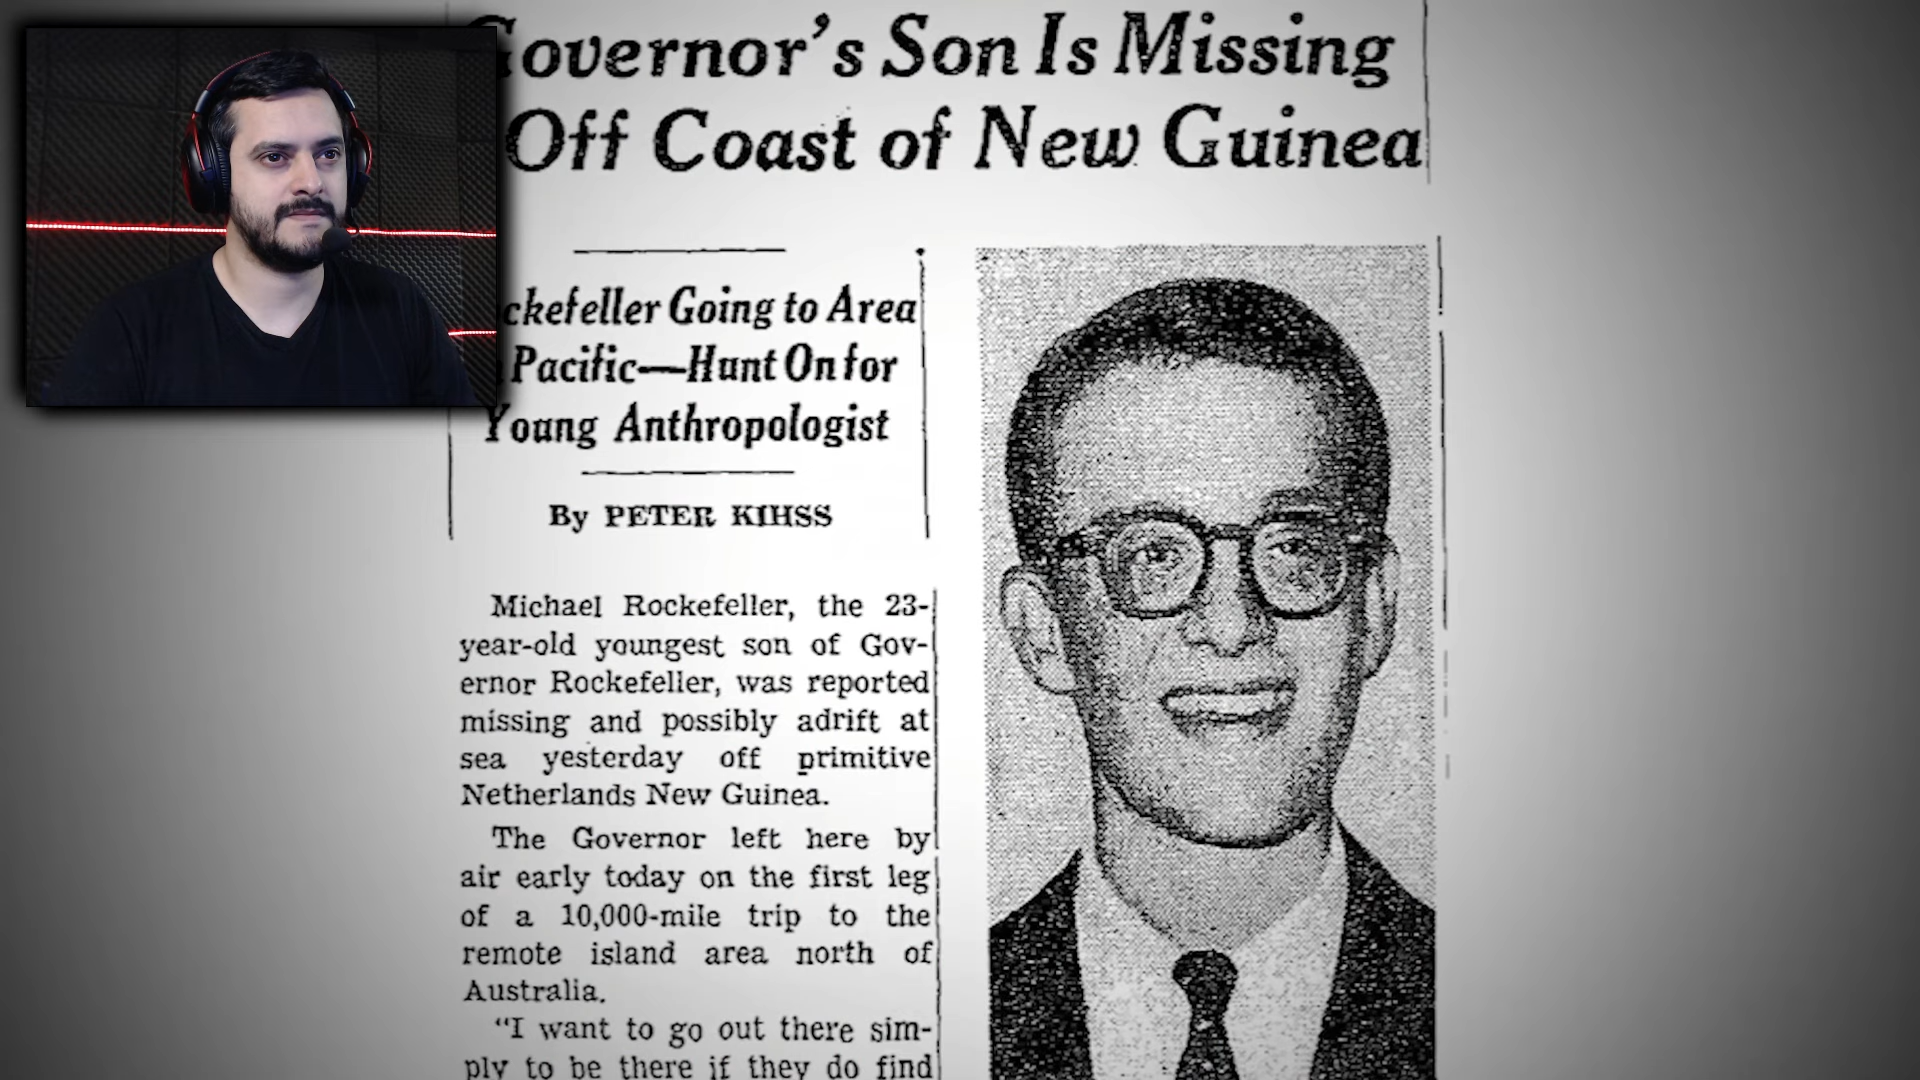 Governor's Son Is Missing
Off Coast of New Guinea
ckefeller Going to Area
Pacific—Hunt On for
Young Anthropologist
By PETER KIHSS
Michael Rockefeller, the 23-
year-old youngest son of Gov-
ernor Rockefeller, was reported
missing and possibly adrift at
sea yesterday off primitive
Netherlands New Guinea.
The Governor left here by
air early today on the first leg
of a 10,000-mile trip to the
remote island area north of
Australia.
"I want to go out there sim-
ply to be there if they do find